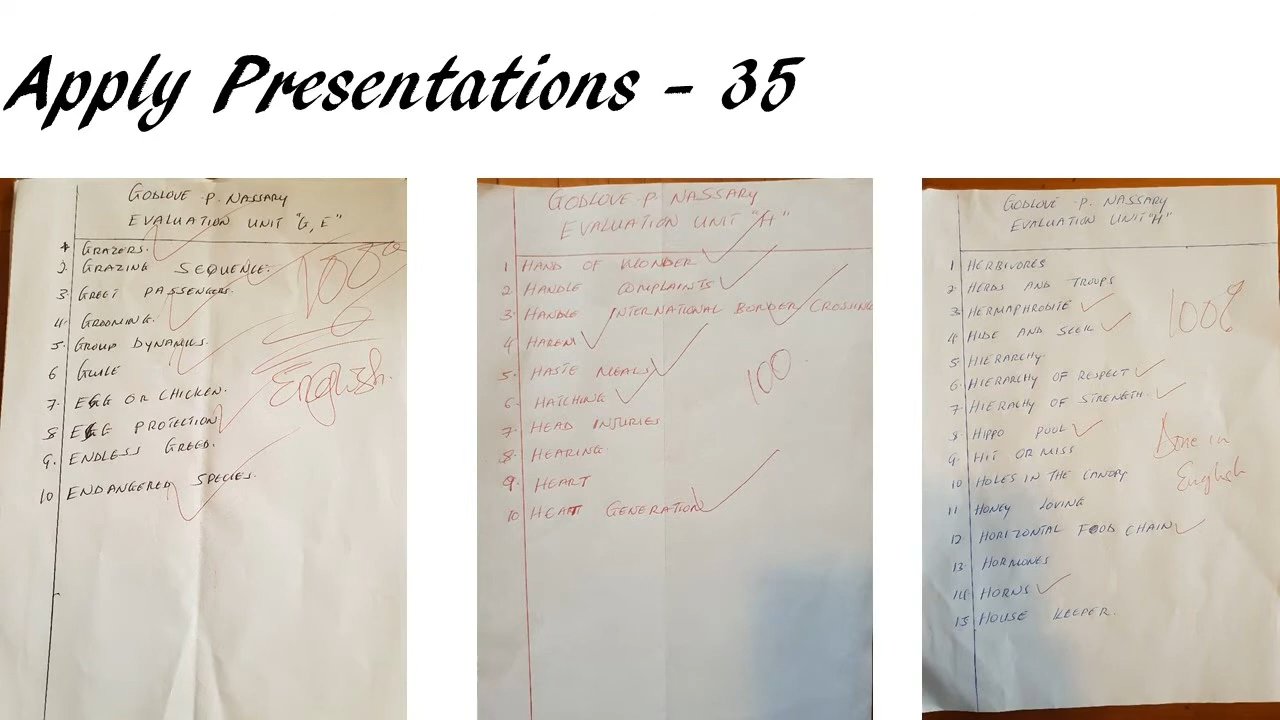 Apply Presentations - 35
GODLOVE P. NASSARY
EVALUATION UNIT "G, E"
1 GRAZERS.
2. GRAZING SEQUENCE.
3. GREET PASSENGERS.
4. GROOMING.
5. GROUP DYNAMICS.
6 GUIDE
7. EGG OR CHICKEN.
8 EGG PROTECTION
9. ENDLESS GREED.
10 ENDANGERED SPECIES.
100%
English.
GODLOVE P. NASSARY
EVALUATION UNIT "H"
1 HAND OF WONDER
2 HANDLE COMPLAINTS
3. HANDLE INTERNATIONAL BORDER CROSSING
4 HAREM
5. HASTE MEALS
6. HATCHING
7. HEAD INJURIES
8. HEARING.
9. HEART
10 HEAT GENERATION
100.
GODLOVE P. NASSARY
EVALUATION UNIT "H"
1 HERBIVORES
2. HERDS AND TROUPS
3. HERMAPHRODITE
4. HIDE AND SEEK
5. HIERARCHY.
6. HIERARCHY OF RESPECT
7. HIERACHY OF STRENGTH.
8 HIPPO POOL
9. HIT OR MISS
10 HOLES IN THE CANOPY
11 HONEY LOVING
12 HORIZONTAL FOOD CHAIN
13. HORMONES
14. HORNS
15 HOUSE KEEPER.
100%
Done in
English